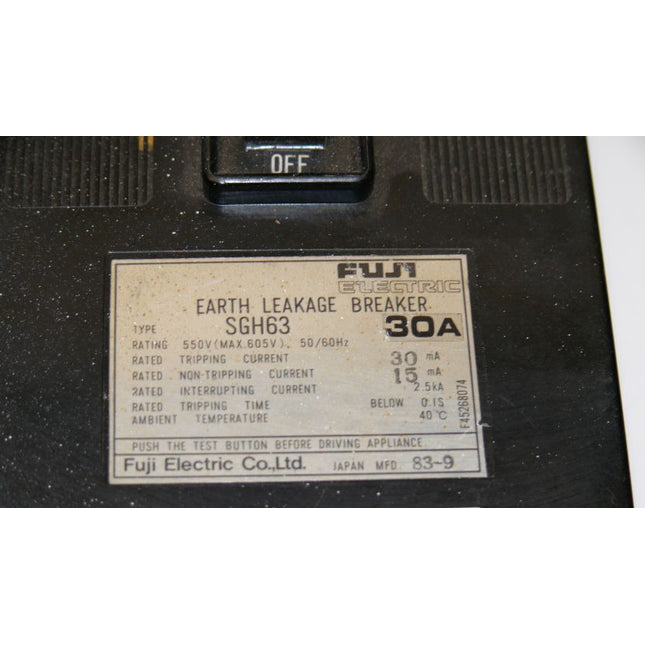 OFF
FUJI
ELECTRIC
EARTH LEAKAGE BREAKER
TYPE SGH63 30A
RATING 550V(MAX.605V), 50/60Hz
RATED TRIPPING CURRENT 30 mA
RATED NON-TRIPPING CURRENT 15 mA
RATED INTERRUPTING CURRENT 2.5kA
RATED TRIPPING TIME BELOW 0.1S
AMBIENT TEMPERATURE 40°C
F45268074
PUSH THE TEST BUTTON BEFORE DRIVING APPLIANCE.
Fuji Electric Co.,Ltd. JAPAN MFD. 83-9